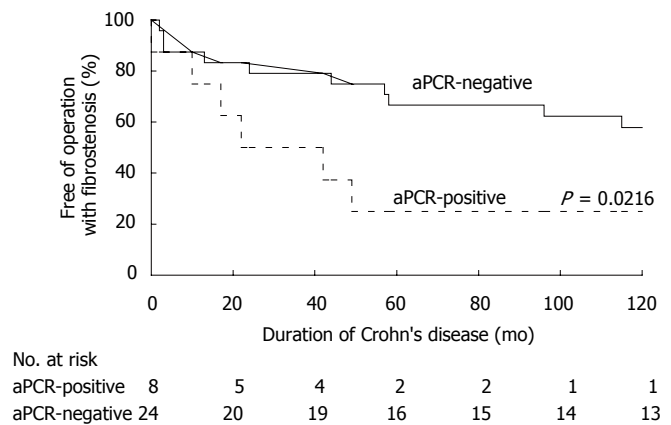 100
80
60
40
20
0
Free of operation
with fibrostenosis (%)
aPCR-negative
aPCR-positive
P = 0.0216
0 20 40 60 80 100 120
Duration of Crohn's disease (mo)
No. at risk
aPCR-positive 8 5 4 2 2 1 1
aPCR-negative 24 20 19 16 15 14 13